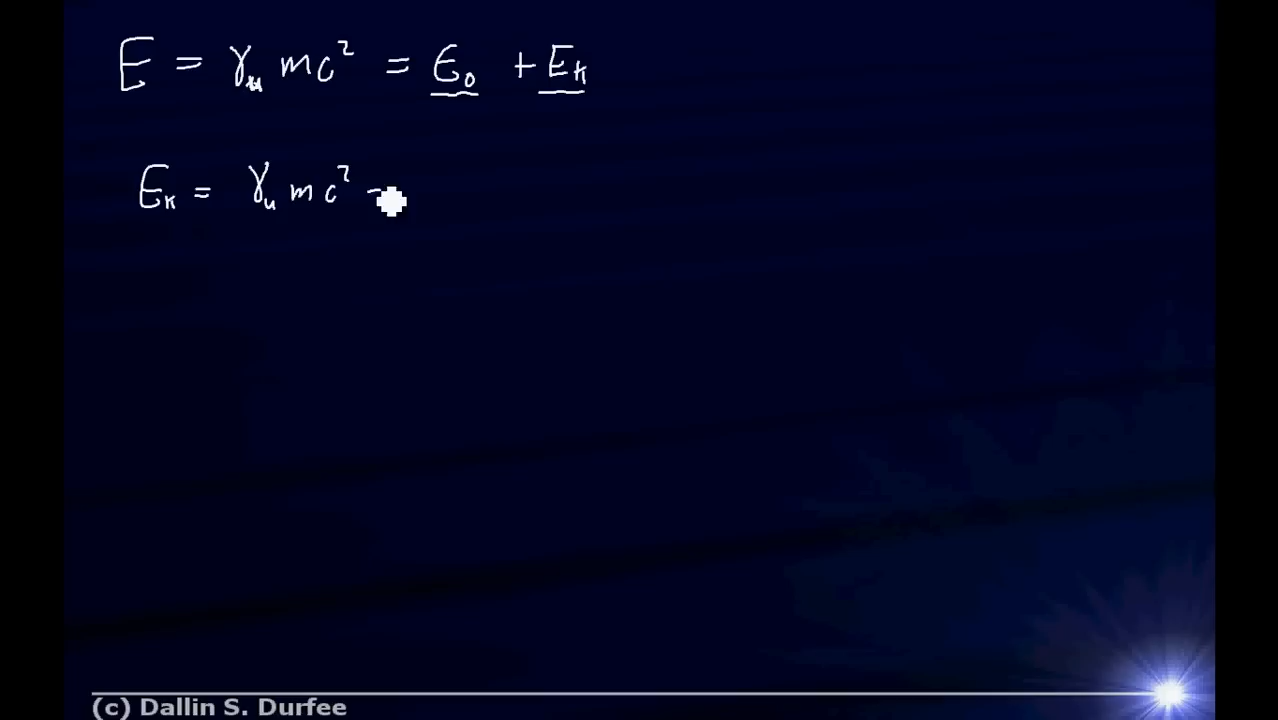 E = γᵤ mc² = E₀ + Eₖ
Eₖ = γᵤ mc² -
(c) Dallin S. Durfee